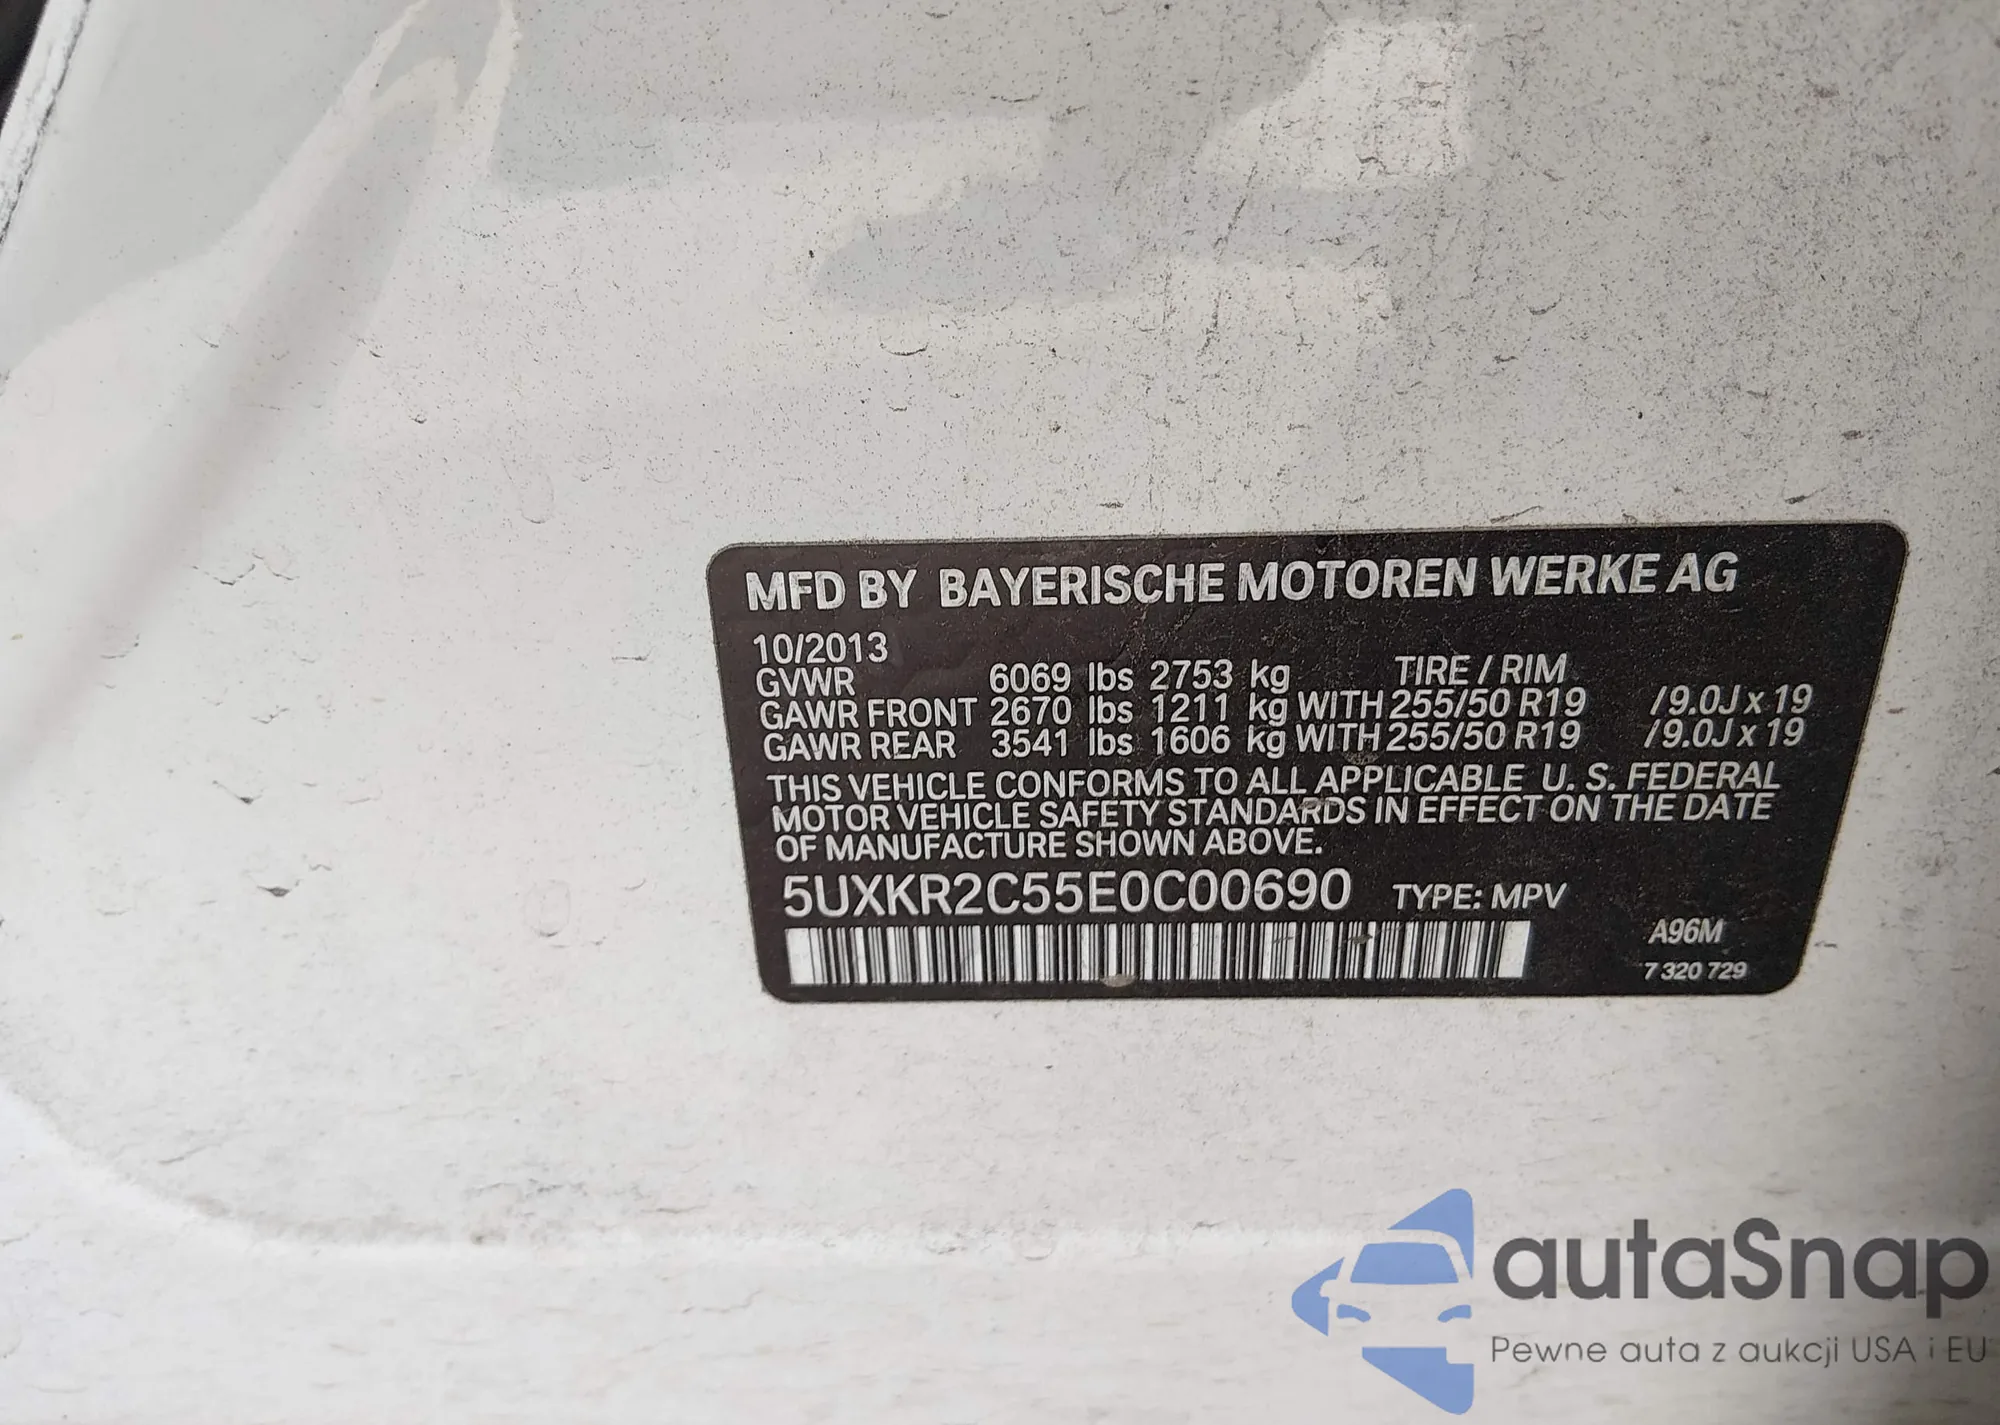 MFD BY BAYERISCHE MOTOREN WERKE AG
10/2013
GVWR 6069 lbs 2753 kg TIRE / RIM
GAWR FRONT 2670 lbs 1211 kg WITH 255/50 R19 /9.0J x 19
GAWR REAR 3541 lbs 1606 kg WITH 255/50 R19 /9.0J x 19
THIS VEHICLE CONFORMS TO ALL APPLICABLE U. S. FEDERAL
MOTOR VEHICLE SAFETY STANDARDS IN EFFECT ON THE DATE
OF MANUFACTURE SHOWN ABOVE.
5UXKR2C55E0C00690 TYPE: MPV
A96M
7 320 729
autaSnap
Pewne auta z aukcji USA i EU